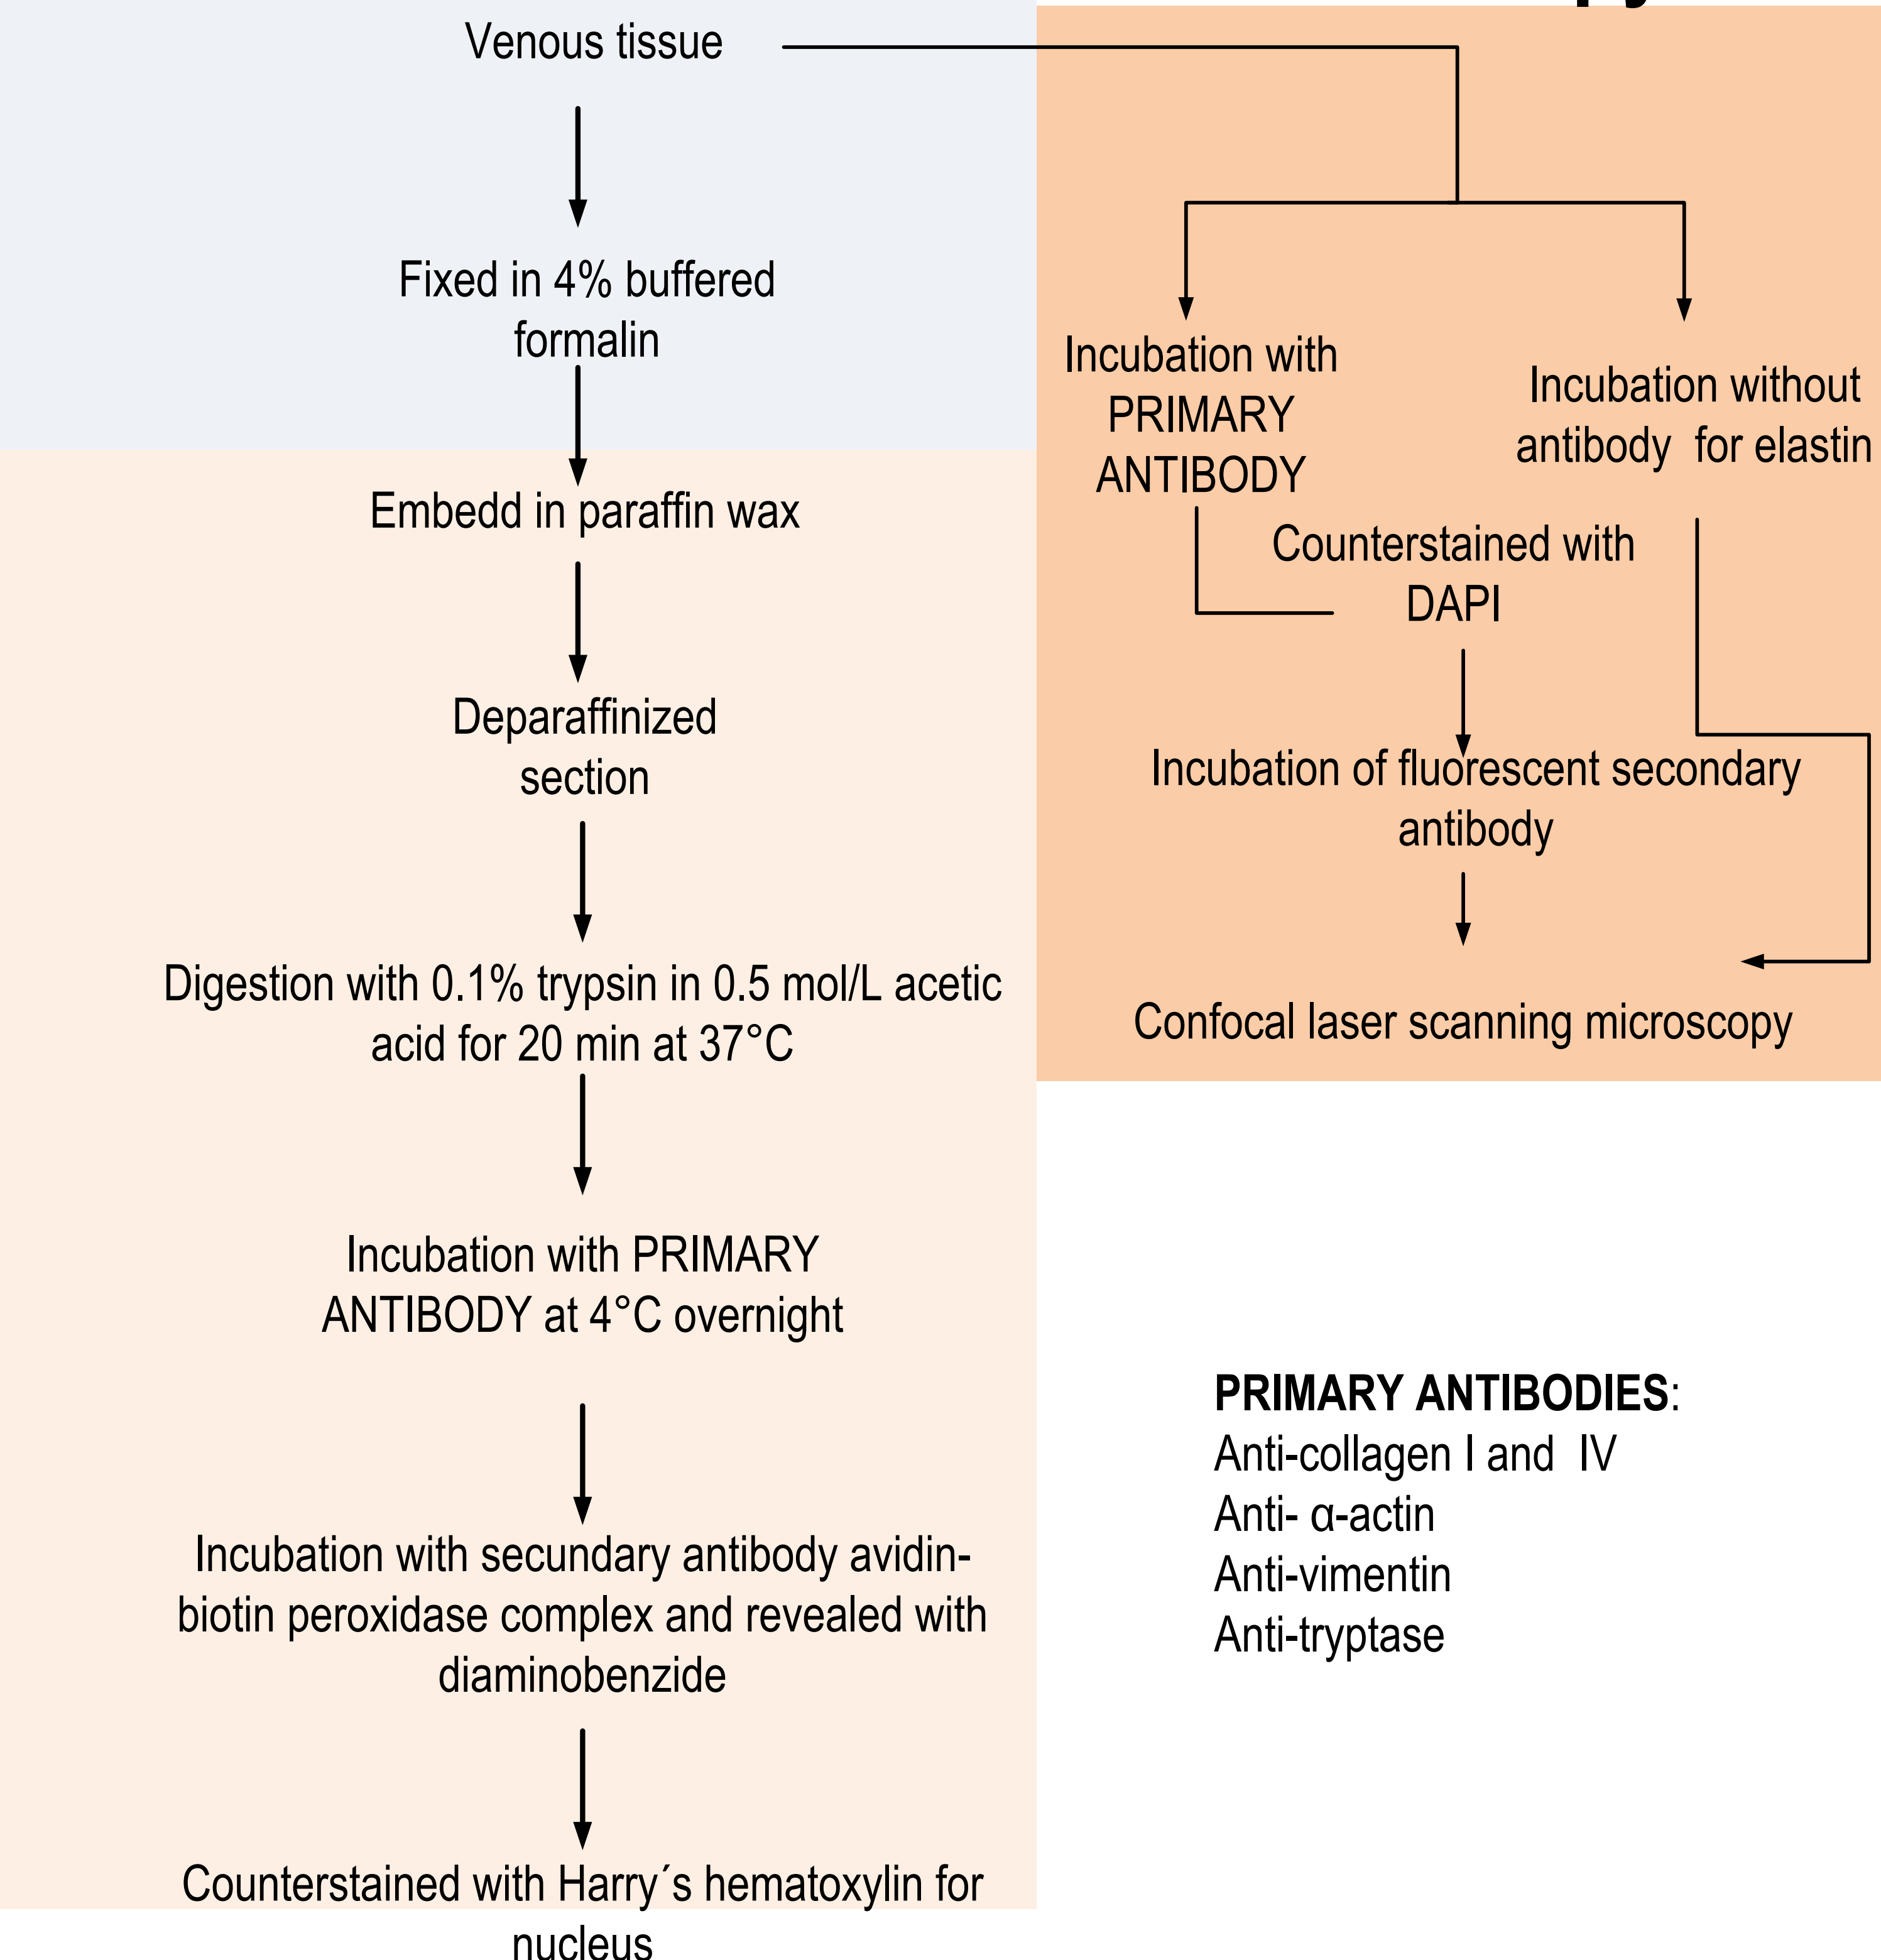 Venous tissue
Fixed in 4% buffered
formalin
Embedd in paraffin wax
Deparaffinized
section
Digestion with 0.1% trypsin in 0.5 mol/L acetic
acid for 20 min at 37°C
Incubation with PRIMARY
ANTIBODY at 4°C overnight
Incubation with secundary antibody avidin-
biotin peroxidase complex and revealed with
diaminobenzide
Counterstained with Harry´s hematoxylin for
nucleus
Incubation with
PRIMARY
ANTIBODY
Incubation without
antibody  for elastin
Counterstained with
DAPI
Incubation of fluorescent secondary
antibody
Confocal laser scanning microscopy
PRIMARY ANTIBODIES:
Anti-collagen I and  IV
Anti- α-actin
Anti-vimentin
Anti-tryptase